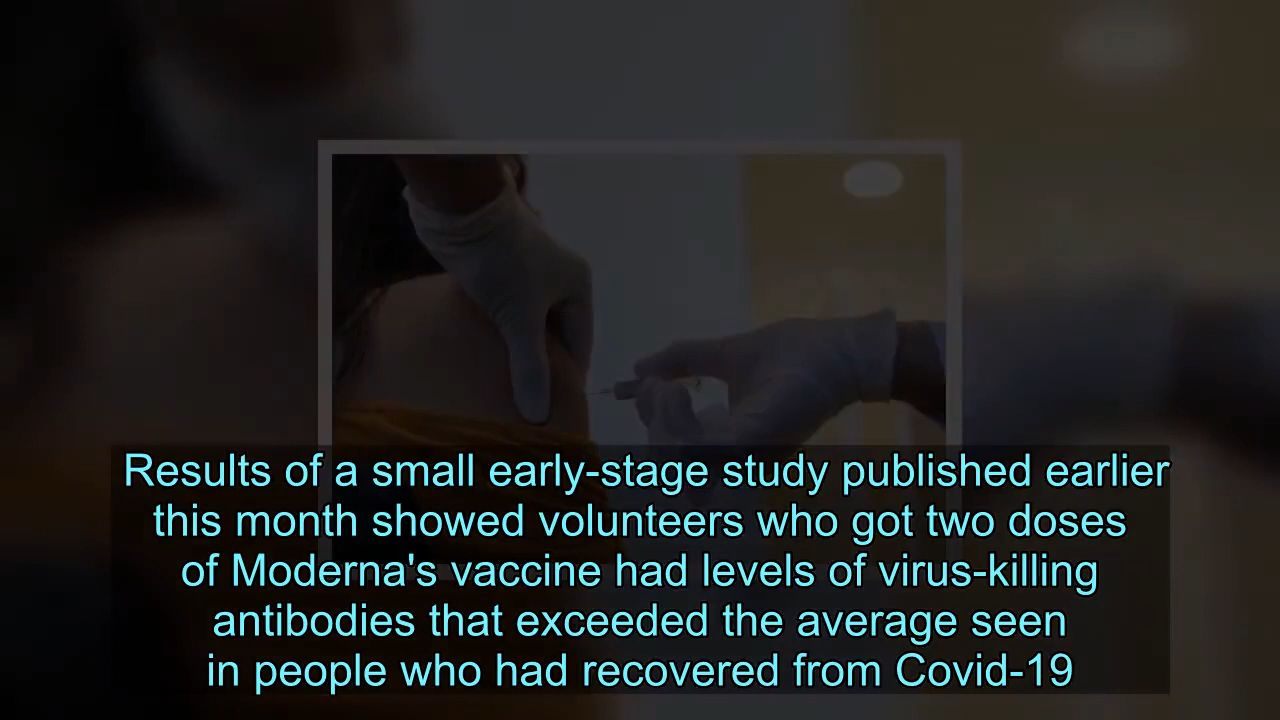 Results of a small early-stage study published earlier
this month showed volunteers who got two doses
of Moderna's vaccine had levels of virus-killing
antibodies that exceeded the average seen
in people who had recovered from Covid-19